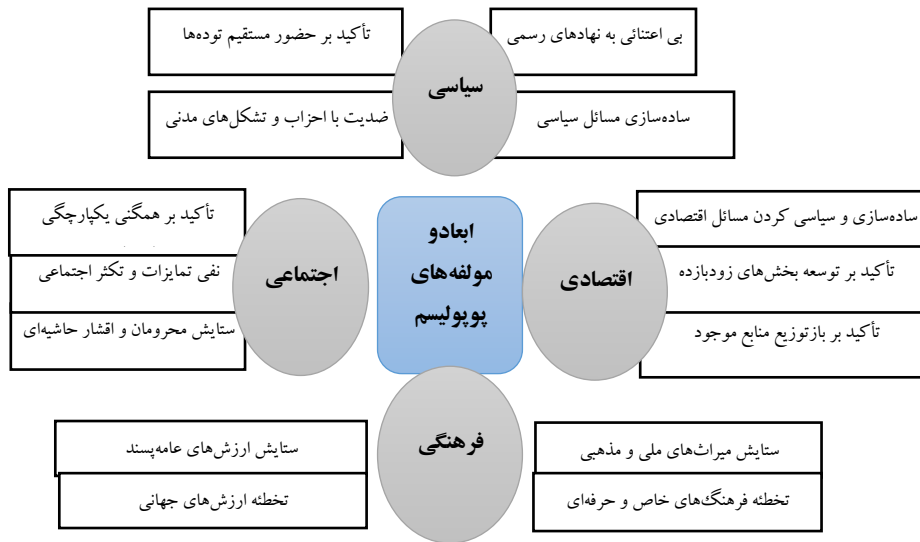 بی اعتنائی به نهادهای رسمی
تأکید بر حضور مستقیم توده‌ها
سیاسی
ساده‌سازی مسائل سیاسی
ضدیت با احزاب و تشکل‌های مدنی
ساده‌سازی و سیاسی کردن مسائل اقتصادی
تأکید بر توسعه بخش‌های زودبازده
تأکید بر بازتوزیع منابع موجود
اقتصادی
ابعادو
مولفه‌های
پوپولیسم
اجتماعی
تأکید بر همگنی یکپارچگی
نفی تمایزات و تکثر اجتماعی
ستایش محرومان و اقشار حاشیه‌ای
فرهنگی
ستایش میراث‌های ملی و مذهبی
تخطئه فرهنگ‌های خاص و حرفه‌ای
ستایش ارزش‌های عامه‌پسند
تخطئه ارزش‌های جهانی